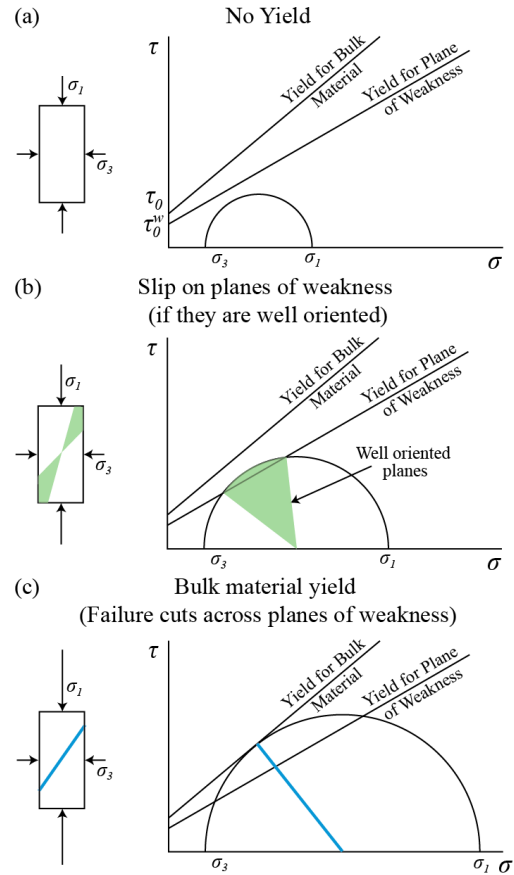 (a)
No Yield
τ
Yield for Bulk
Material
Yield for Plane
of Weakness
σ1
σ3
τ0
τ0w
σ3
σ1
σ
(b)
Slip on planes of weakness
(if they are well oriented)
τ
Yield for Bulk
Material
Yield for Plane
of Weakness
σ1
σ3
Well oriented
planes
σ3
σ1
σ
(c)
Bulk material yield
(Failure cuts across planes of weakness)
τ
Yield for Bulk
Material
Yield for Plane
of Weakness
σ1
σ3
σ3
σ1
σ